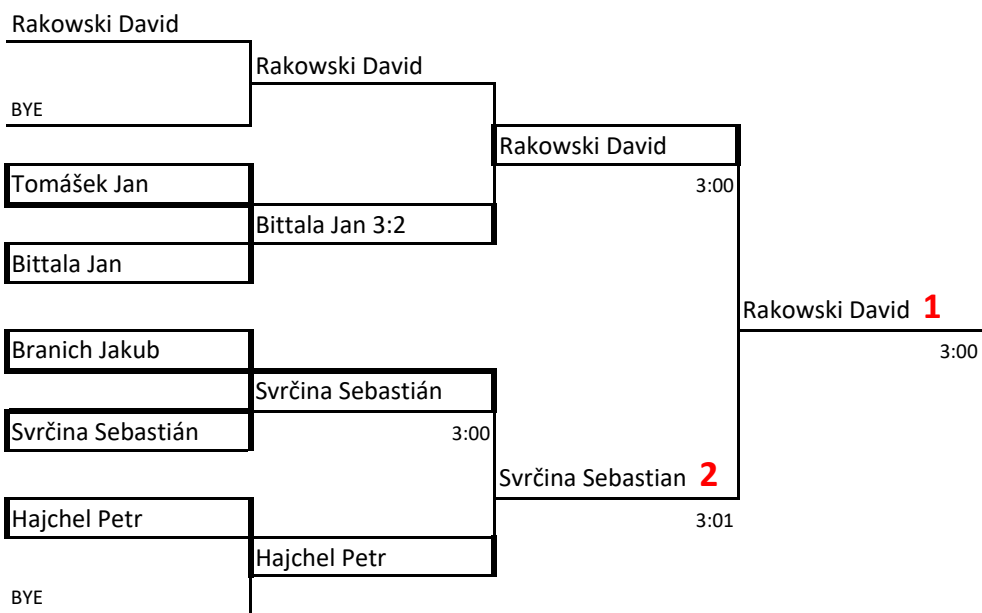 Rakowski David
Rakowski David
BYE
Rakowski David
Tomášek Jan
3:00
Bittala Jan 3:2
Bittala Jan
Rakowski David 1
Branich Jakub
3:00
Svrčina Sebastián
Svrčina Sebastián
3:00
Svrčina Sebastian 2
Hajchel Petr
3:01
Hajchel Petr
BYE